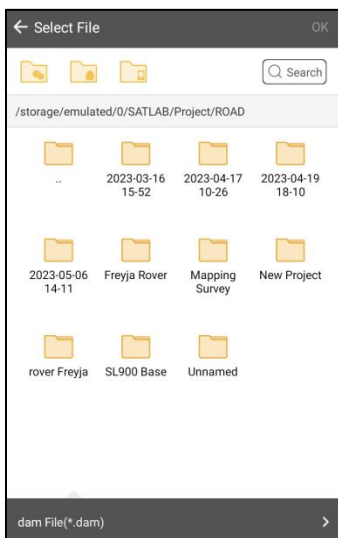 ← Select File OK
Search
/storage/emulated/0/SATLAB/Project/ROAD
.. 2023-03-16 15-52 2023-04-17 10-26 2023-04-19 18-10
2023-05-06 14-11 Freyja Rover Mapping Survey New Project
rover Freyja SL900 Base Unnamed
dam File(*.dam) >